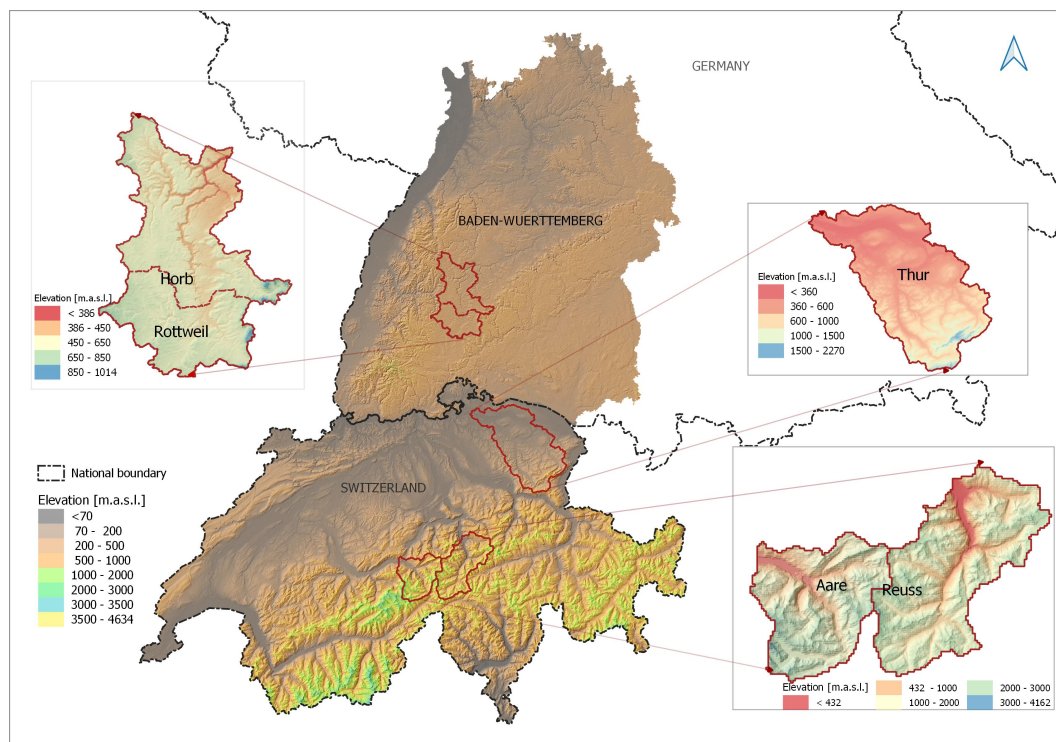 GERMANY
BADEN-WUERTTEMBERG
SWITZERLAND
Horb
Rottweil
Elevation [m.a.s.l.]
< 386
386 - 450
450 - 650
650 - 850
850 - 1014
Thur
Elevation [m.a.s.l.]
< 360
360 - 600
600 - 1000
1000 - 1500
1500 - 2270
National boundary
Elevation [m.a.s.l.]
<70
70 - 200
200 - 500
500 - 1000
1000 - 2000
2000 - 3000
3000 - 3500
3500 - 4634
Aare
Reuss
Elevation [m.a.s.l.]
< 432
432 - 1000
1000 - 2000
2000 - 3000
3000 - 4162